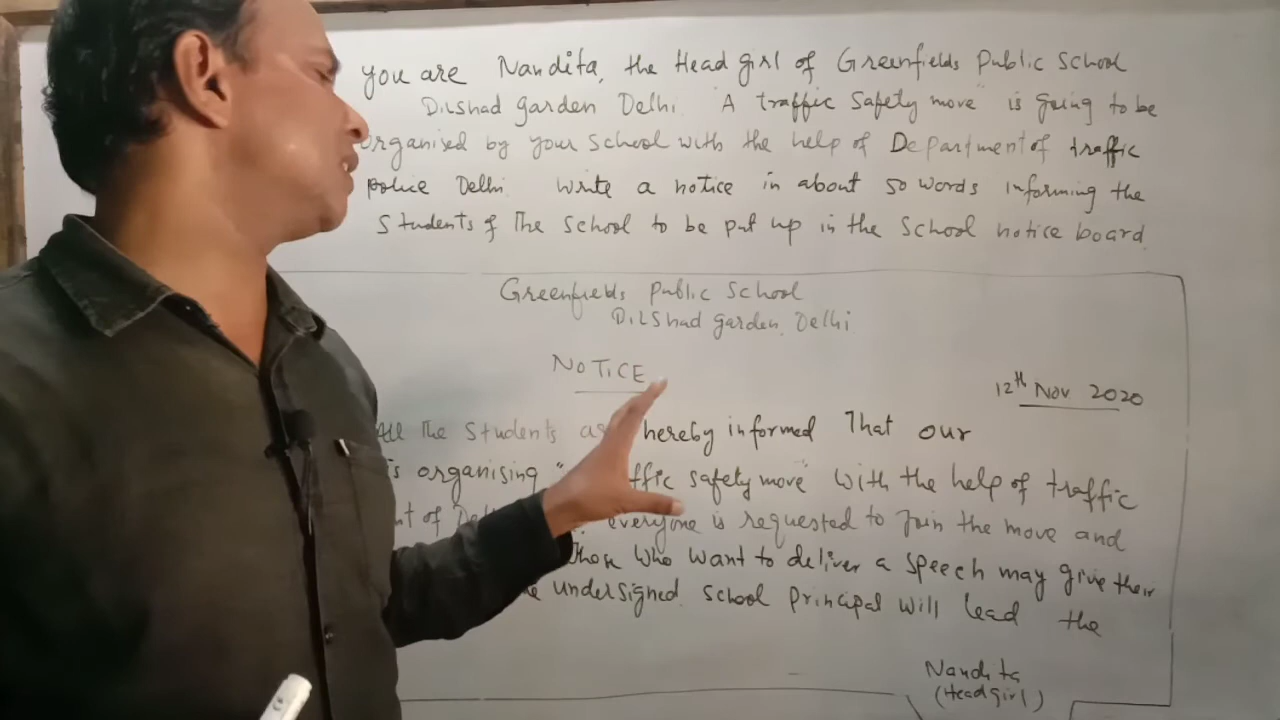 you are Nandita, the Head girl of Greenfields Public School
Dilshad garden Delhi "A traffic safety move" is going to be
organised by your school with the help of Department of traffic
police Delhi. Write a notice in about 50 words informing the
students of the school to be put up in the school notice board.
Greenfields Public School
Dilshad garden, Delhi
NOTICE
12th Nov 2020
All the students are hereby informed that our
organising " safety move" with the help of traffic
of everyone is requested to join the move and
Those who want to deliver a speech may give their
undersigned. school principal will lead the
Nandita
(Head girl)